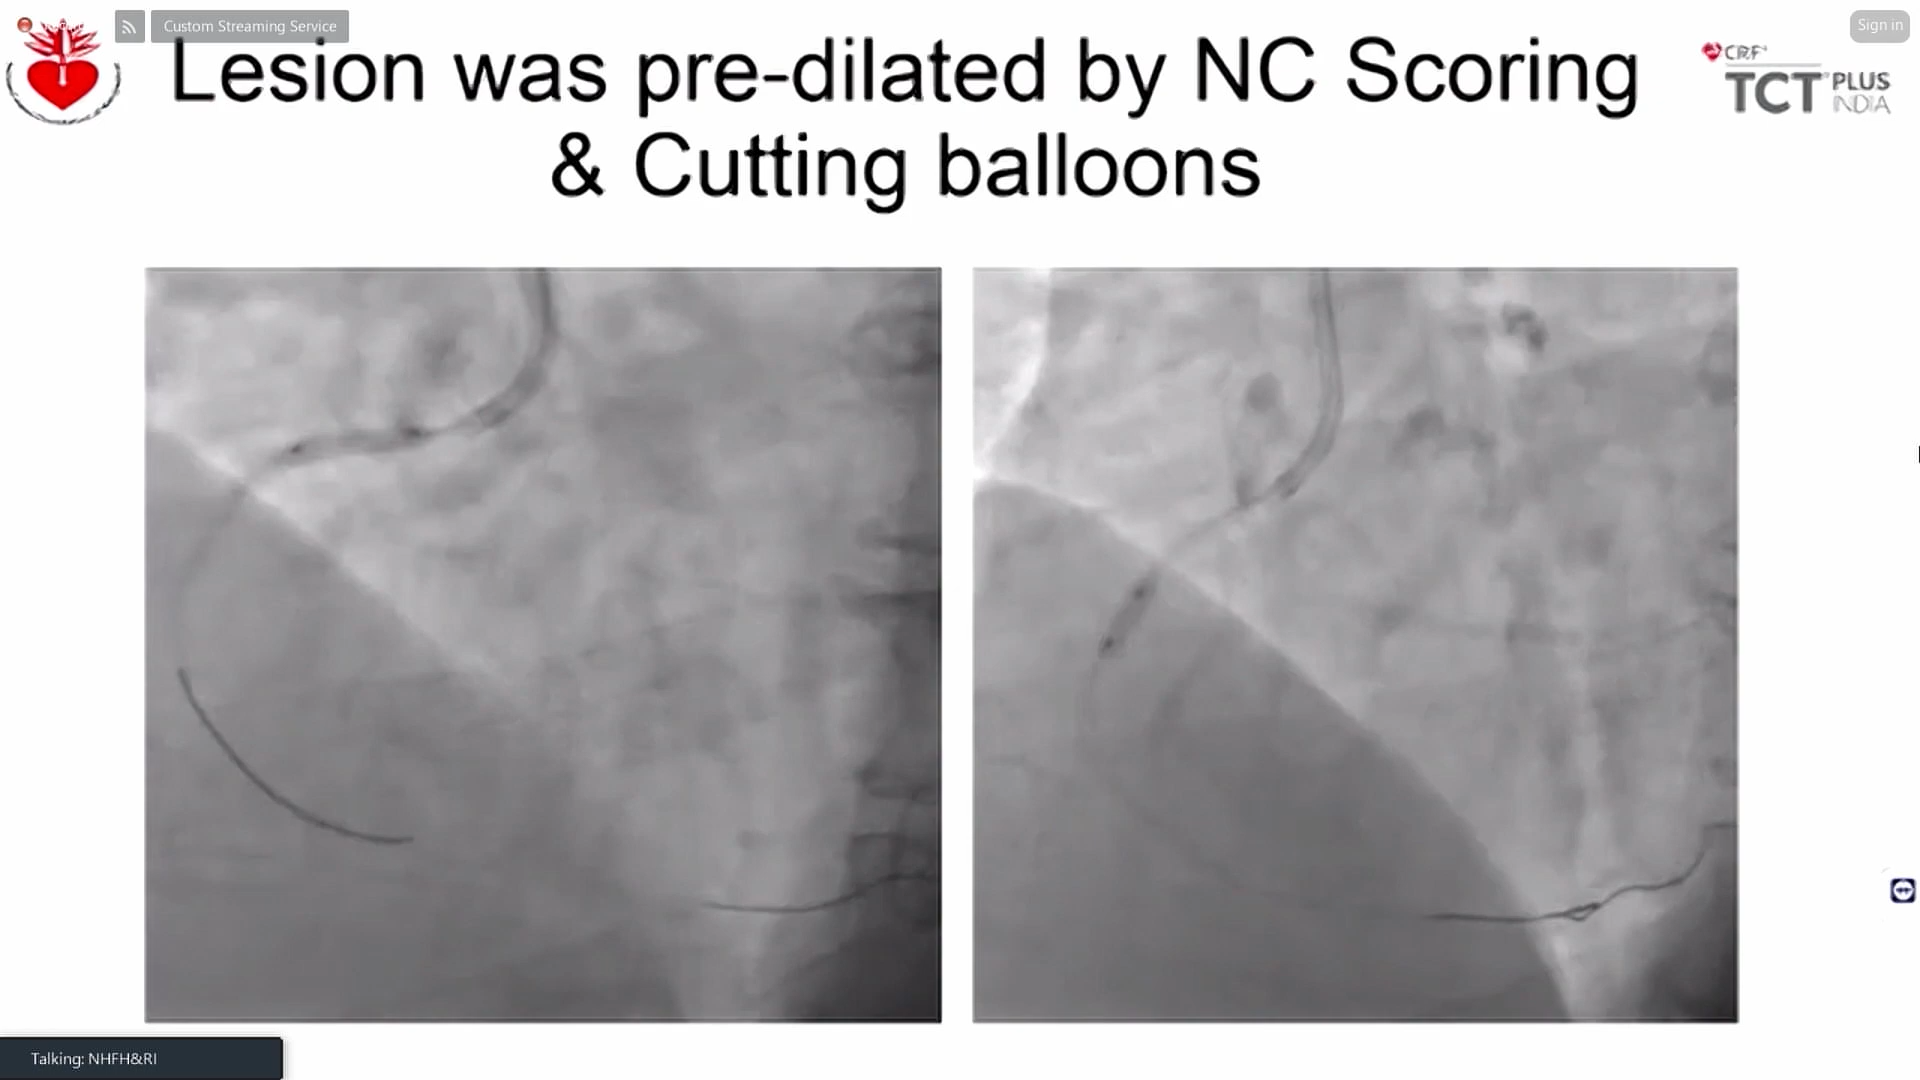 Custom Streaming Service
Sign in
Lesion was pre-dilated by NC Scoring
& Cutting balloons
CRF
TCT PLUS
INDIA
Talking: NHFH&RI